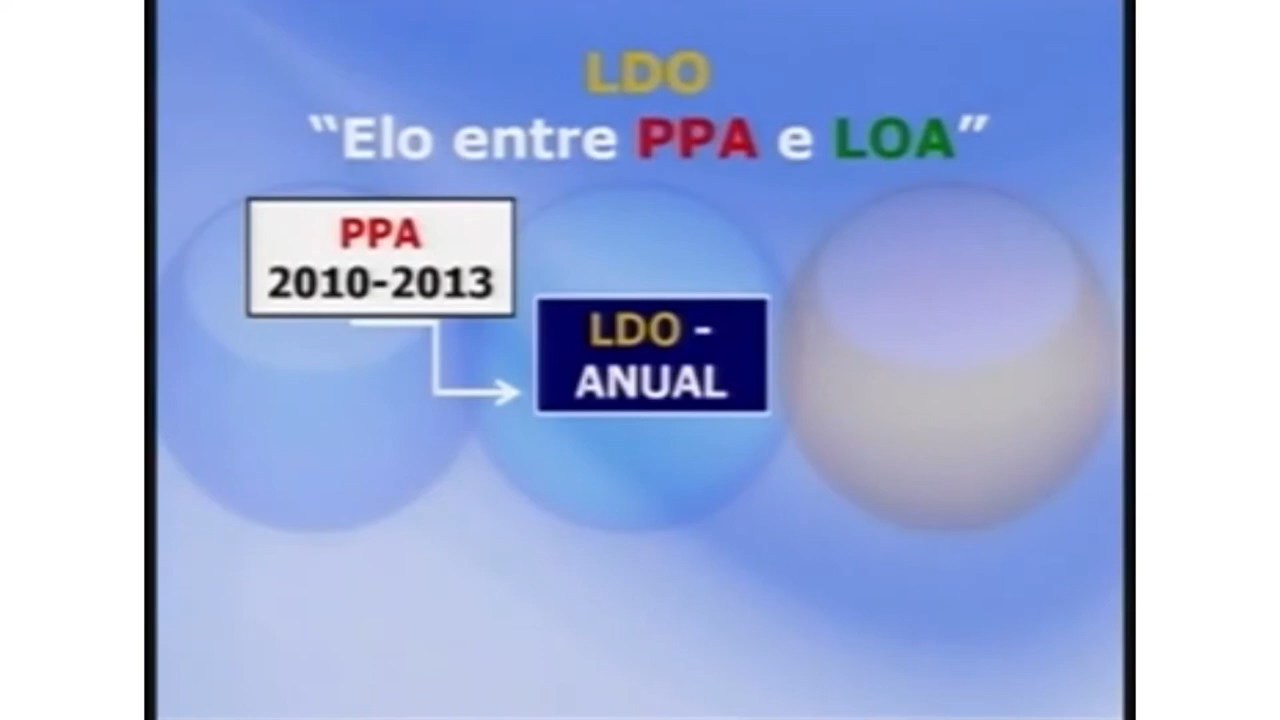 LDO
“Elo entre PPA e LOA”
PPA
2010-2013
LDO -
ANUAL